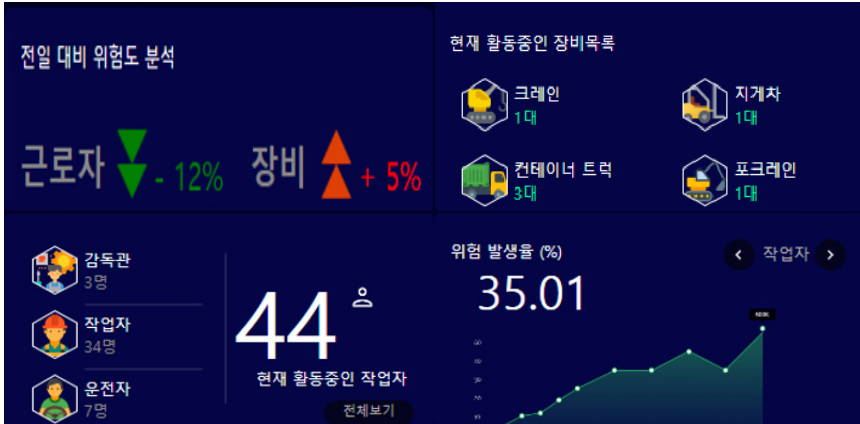 전일 대비 위험도 분석
근로자 - 12% 장비 + 5%
현재 활동중인 장비목록
크레인
1대
지게차
1대
컨테이너 트럭
3대
포크레인
1대
감독관
3명
작업자
34명
운전자
7명
44
현재 활동중인 작업자
전체보기
위험 발생율 (%)
작업자
35.01